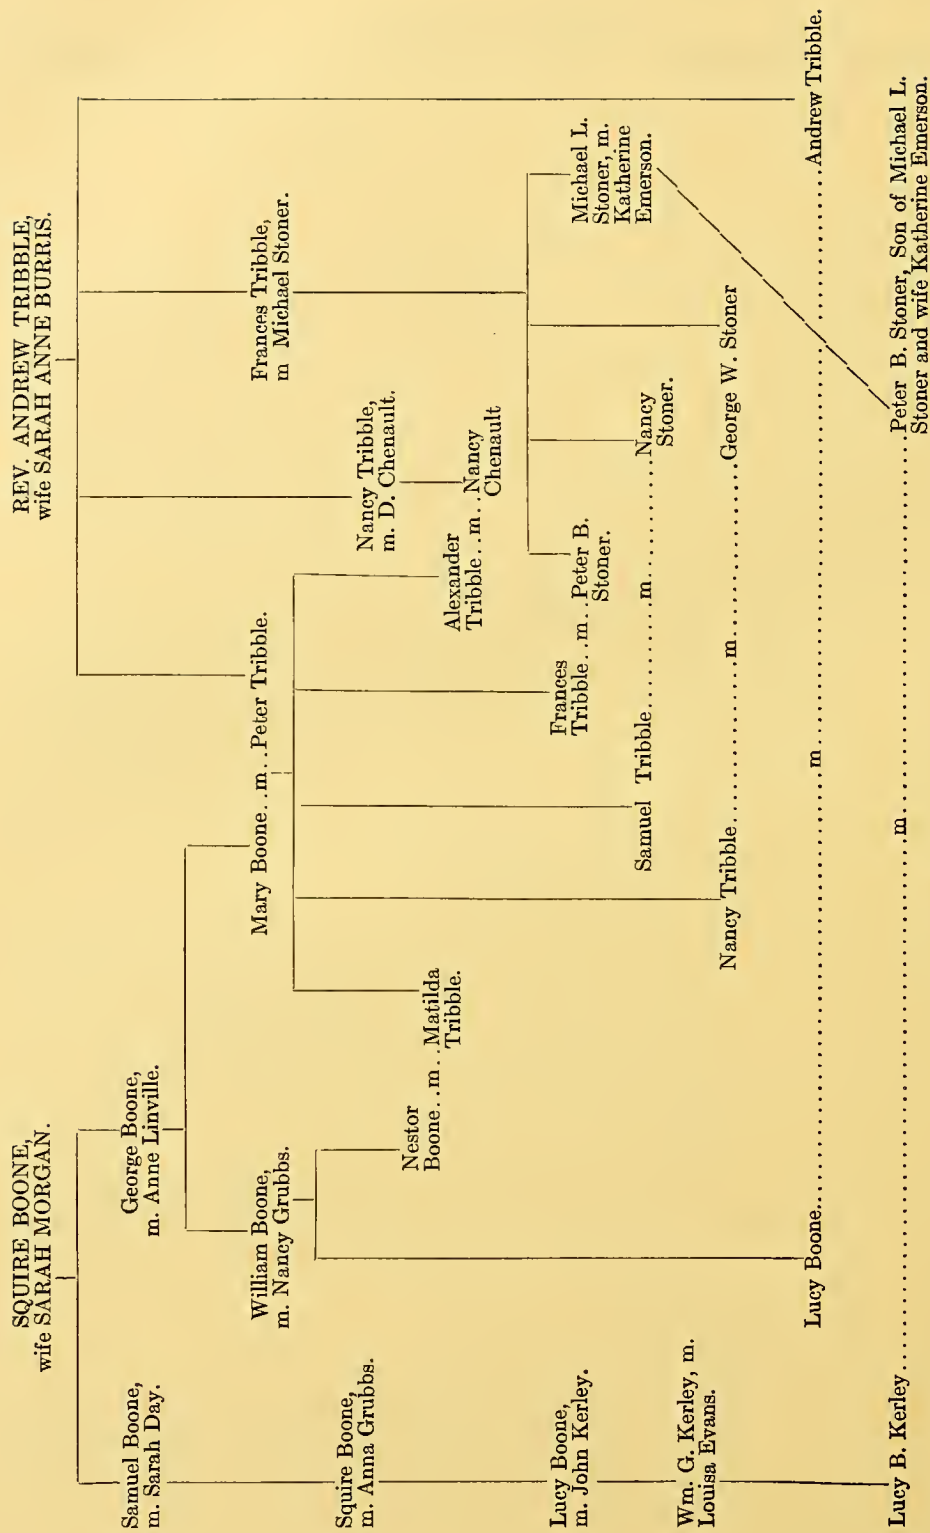 SQUIRE BOONE,
wife SARAH MORGAN.
REV. ANDREW TRIBBLE,
wife SARAH ANNE BURRIS.
Samuel Boone,
m. Sarah Day.
George Boone,
m. Anne Linville.
William Boone,
m. Nancy Grubbs.
Mary Boone..m...Peter Tribble.
Frances Tribble,
m Michael Stoner.
Squire Boone,
m. Anna Grubbs.
Nancy Tribble,
m. D. Chenault.
Nestor
Boone..m..Matilda
Tribble.
Alexander
Tribble..m..Nancy
Chenault
Lucy Boone,
m. John Kerley.
Frances
Tribble..m..Peter B.
Stoner.
Michael L.
Stoner, m.
Katherine
Emerson.
Samuel Tribble.........m.........Nancy
Stoner.
Wm. G. Kerley, m.
Louisa Evans.
Nancy Tribble............m..............George W. Stoner
Lucy Boone.............................................m.............................................Andrew Tribble.
Lucy B. Kerley.............................................m.............................................Peter B. Stoner, Son of Michael L.
Stoner and wife Katherine Emerson.